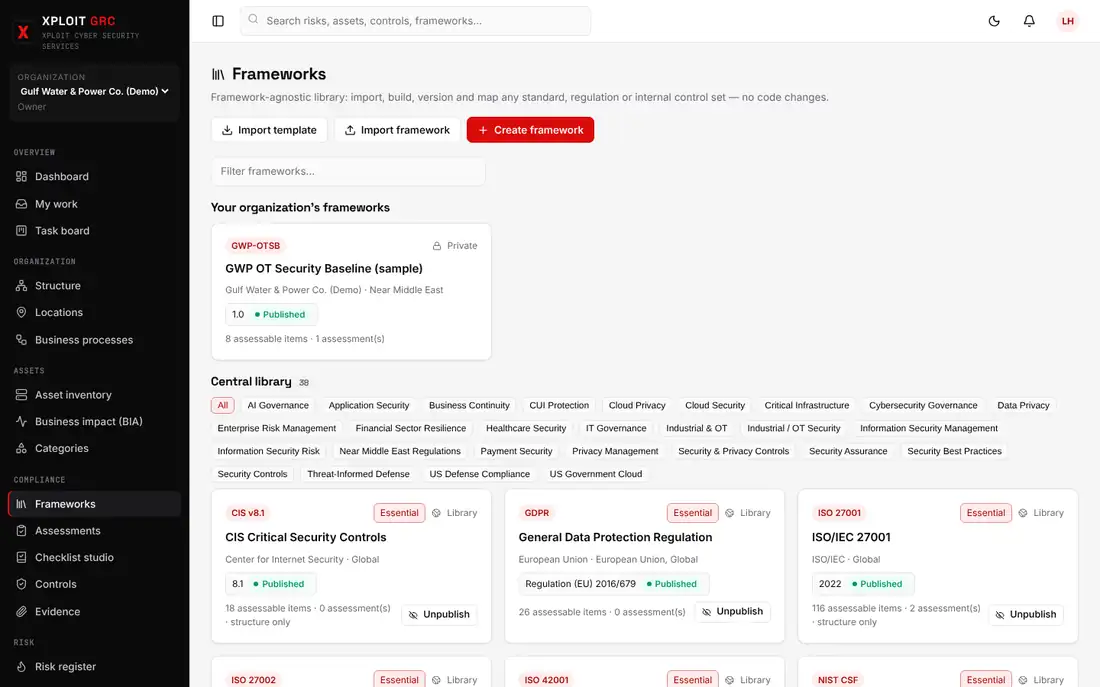 XPLOIT GRC
XPLOIT CYBER SECURITY
SERVICES
ORGANIZATION
Gulf Water & Power Co. (Demo)
Owner
OVERVIEW
Dashboard
My work
Task board
ORGANIZATION
Structure
Locations
Business processes
ASSETS
Asset inventory
Business impact (BIA)
Categories
COMPLIANCE
Frameworks
Assessments
Checklist studio
Controls
Evidence
RISK
Risk register
Search risks, assets, controls, frameworks...
LH
Frameworks
Framework-agnostic library: import, build, version and map any standard, regulation or internal control set — no code changes.
Import template
Import framework
+ Create framework
Filter frameworks...
Your organization's frameworks
GWP-OTSB
Private
GWP OT Security Baseline (sample)
Gulf Water & Power Co. (Demo) · Near Middle East
1.0 Published
8 assessable items · 1 assessment(s)
Central library 38
All AI Governance Application Security Business Continuity CUI Protection Cloud Privacy Cloud Security Critical Infrastructure Cybersecurity Governance Data Privacy
Enterprise Risk Management Financial Sector Resilience Healthcare Security IT Governance Industrial & OT Industrial / OT Security Information Security Management
Information Security Risk Near Middle East Regulations Payment Security Privacy Management Security & Privacy Controls Security Assurance Security Best Practices
Security Controls Threat-Informed Defense US Defense Compliance US Government Cloud
CIS v8.1 Essential Library
CIS Critical Security Controls
Center for Internet Security · Global
8.1 Published
18 assessable items · 0 assessment(s)
· structure only
Unpublish
GDPR Essential Library
General Data Protection Regulation
European Union · European Union, Global
Regulation (EU) 2016/679 Published
26 assessable items · 0 assessment(s)
Unpublish
ISO 27001 Essential Library
ISO/IEC 27001
ISO/IEC · Global
2022 Published
116 assessable items · 2 assessment(s)
· structure only
Unpublish
ISO 27002 Essential Library
ISO 42001 Essential Library
NIST CSF Essential Library